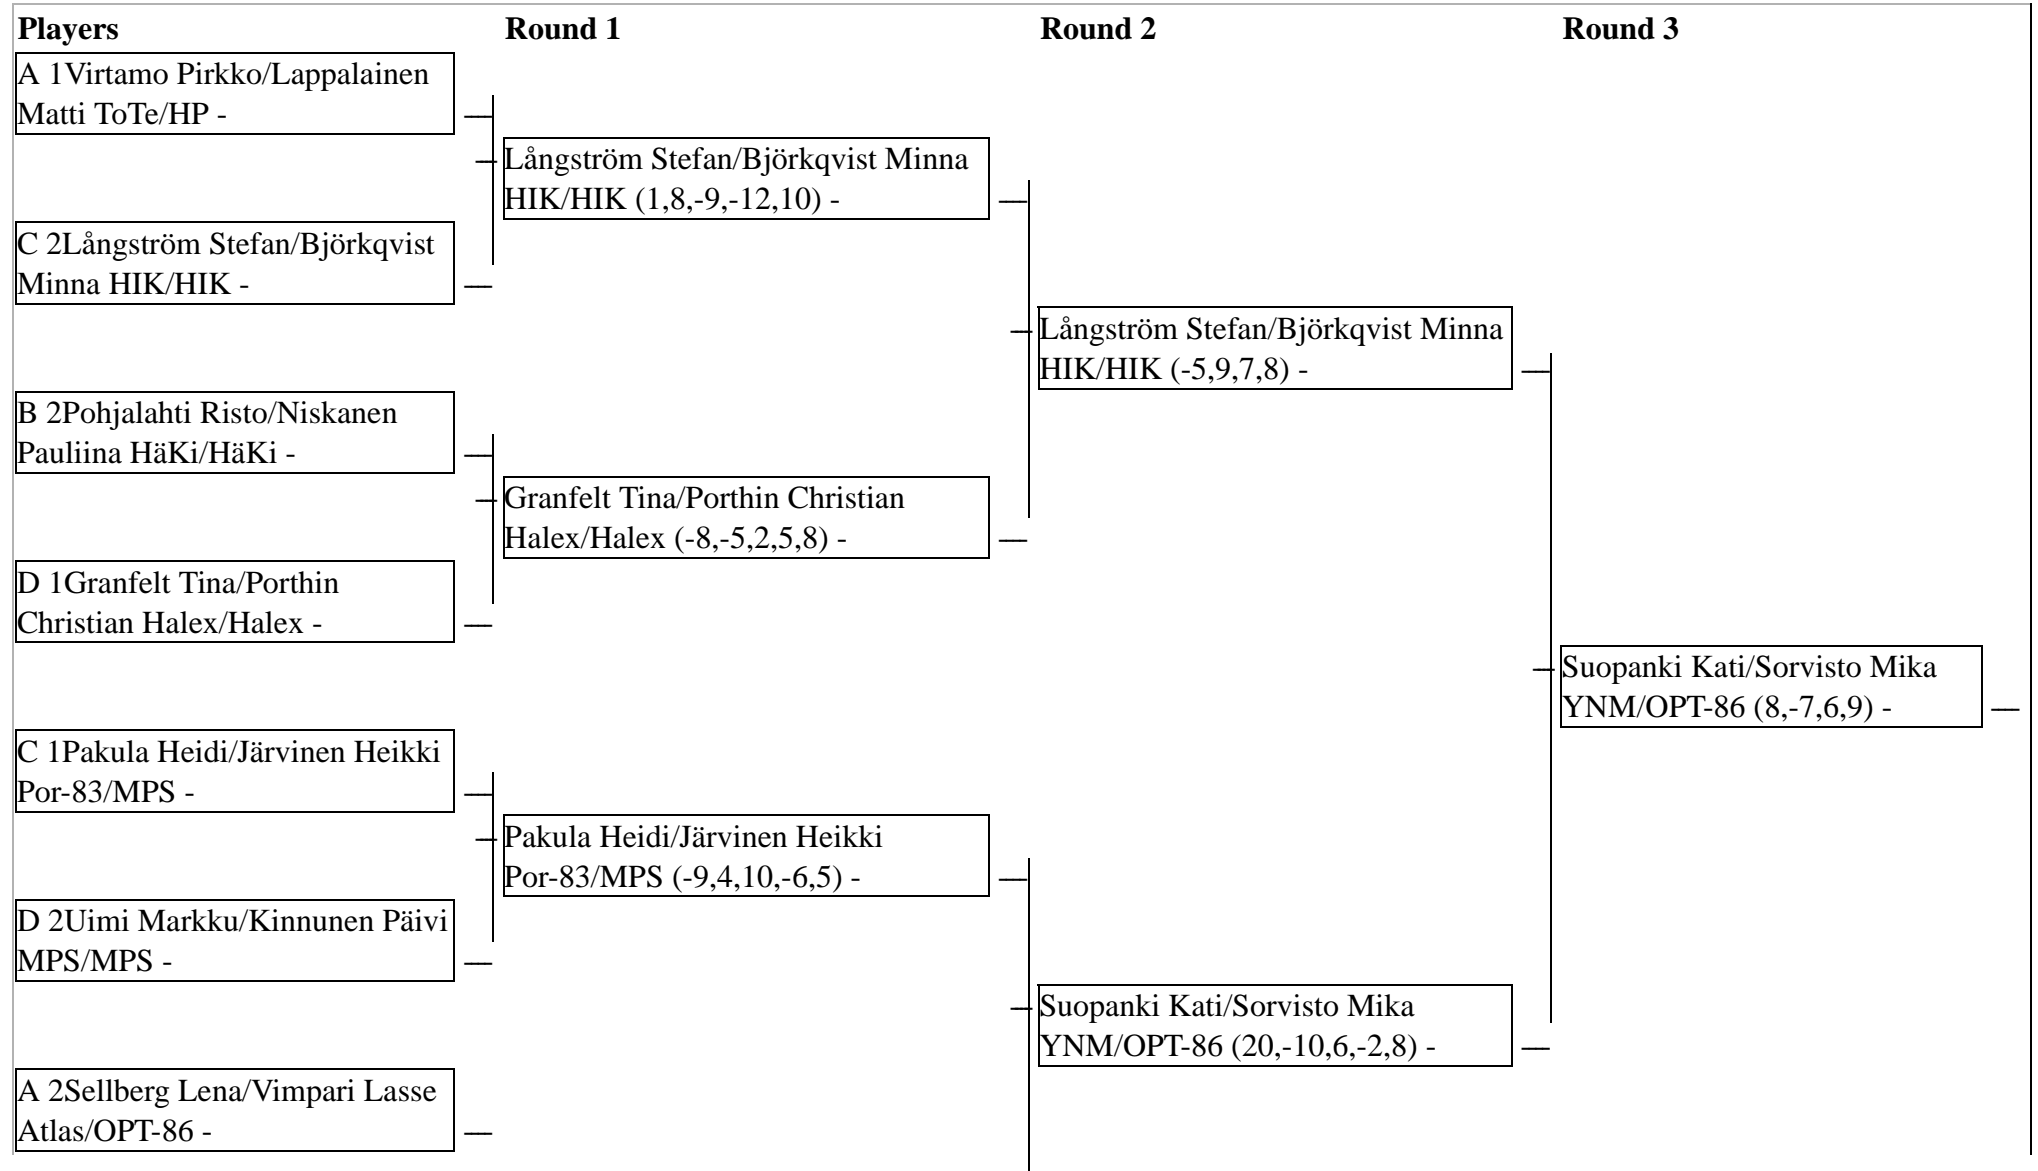 Players
Round 1
Round 2
Round 3
A 1Virtamo Pirkko/Lappalainen
Matti ToTe/HP -
Långström Stefan/Björkqvist Minna
HIK/HIK (1,8,-9,-12,10) -
C 2Långström Stefan/Björkqvist
Minna HIK/HIK -
Långström Stefan/Björkqvist Minna
HIK/HIK (-5,9,7,8) -
B 2Pohjalahti Risto/Niskanen
Pauliina HäKi/HäKi -
Granfelt Tina/Porthin Christian
Halex/Halex (-8,-5,2,5,8) -
D 1Granfelt Tina/Porthin
Christian Halex/Halex -
Suopanki Kati/Sorvisto Mika
YNM/OPT-86 (8,-7,6,9) -
C 1Pakula Heidi/Järvinen Heikki
Por-83/MPS -
Pakula Heidi/Järvinen Heikki
Por-83/MPS (-9,4,10,-6,5) -
D 2Uimi Markku/Kinnunen Päivi
MPS/MPS -
Suopanki Kati/Sorvisto Mika
YNM/OPT-86 (20,-10,6,-2,8) -
A 2Sellberg Lena/Vimpari Lasse
Atlas/OPT-86 -